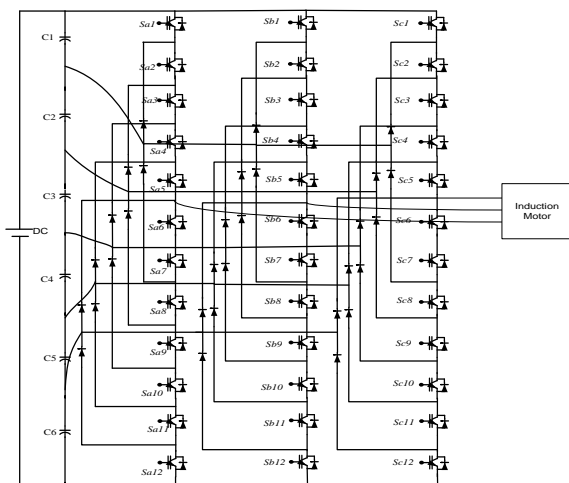 Sa1
Sb1
Sc1
C1
Sa2
Sb2
Sc2
Sa3
Sb3
Sc3
C2
Sa4
Sb4
Sc4
Sa5
Sb5
Sc5
C3
Induction
Motor
Sa6
Sb6
Sc6
DC
Sa7
Sb7
Sc7
C4
Sa8
Sb8
Sc8
Sa9
Sb9
Sc9
C5
Sa10
Sb10
Sc10
Sa11
Sb11
Sc11
C6
Sa12
Sb12
Sc12